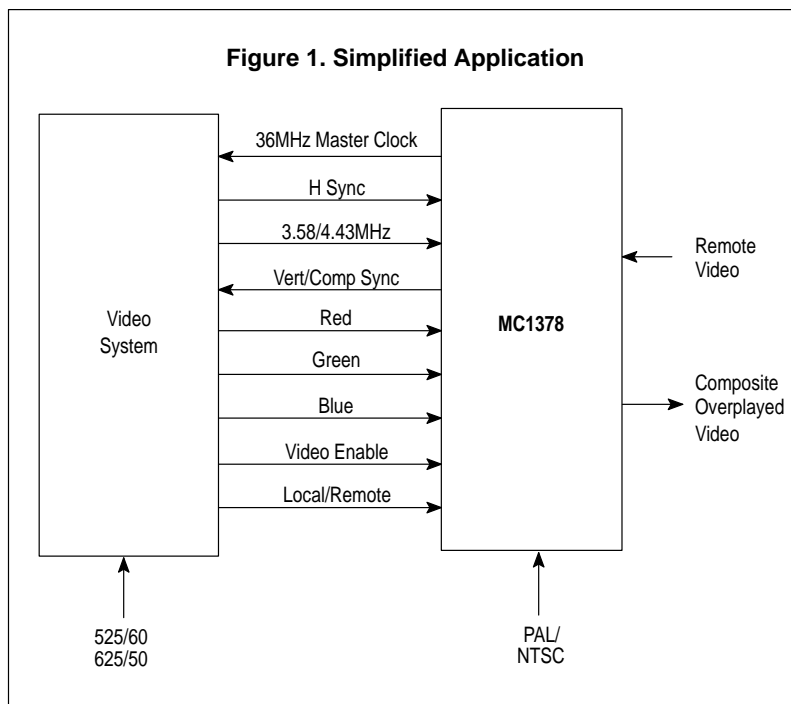 Figure 1. Simplified Application
36MHz Master Clock
H Sync
3.58/4.43MHz
Vert/Comp Sync
Red
Green
Blue
Video Enable
Local/Remote
Video
System
MC1378
Remote
Video
Composite
Overplayed
Video
525/60
625/50
PAL/
NTSC